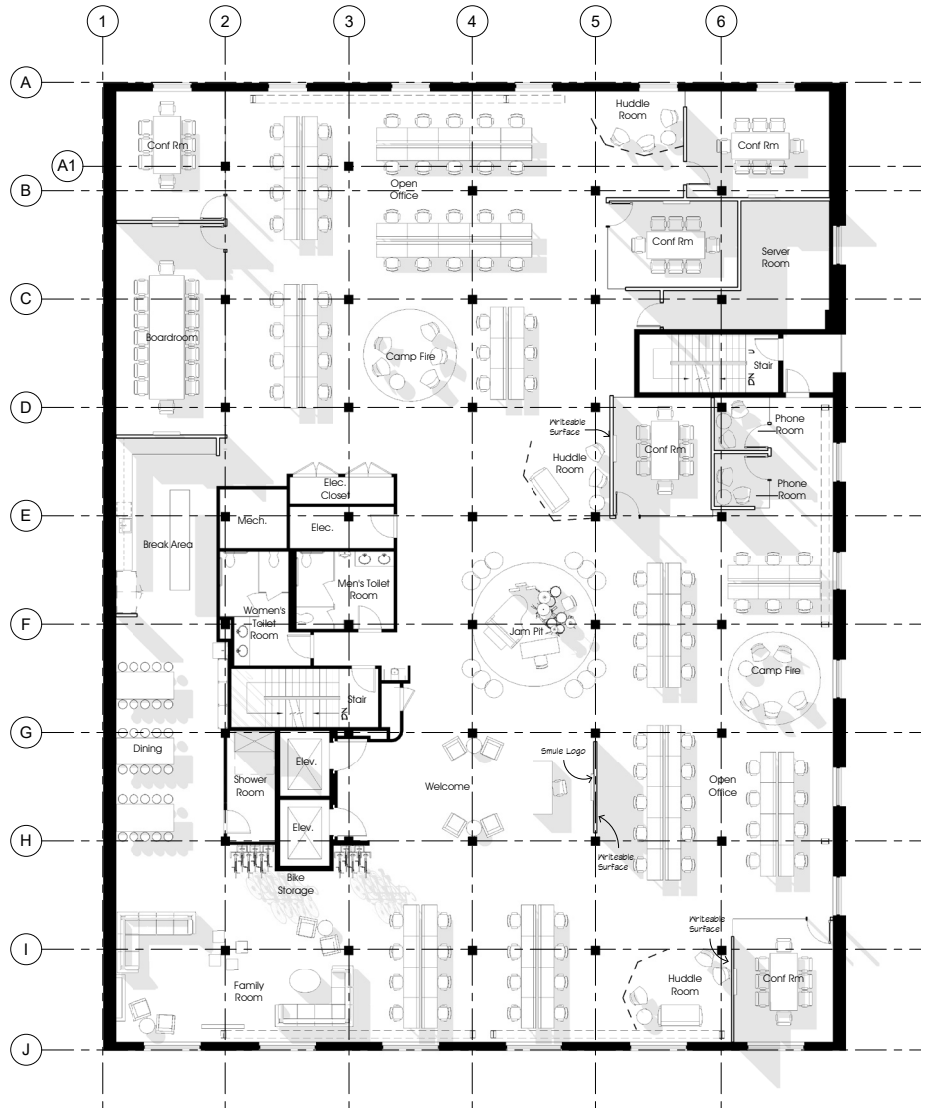 1
2
3
4
5
6
A
Huddle
Room
Conf Rm
Conf Rm
A1
B
Open
Office
Conf Rm
Server
Room
C
Boardroom
Camp Fire
Stair
DN
D
Writeable
Surface
Phone
Room
Huddle
Room
Conf Rm
Elec.
Closet
Phone
Room
E
Mech.
Elec.
Break Area
Men's Toilet
Room
Women's
Toilet
Room
F
Jam Pit
Camp Fire
Stair
DN
G
Dining
Smule Logo
Elev.
Shower
Room
Welcome
Open
Office
Elev.
H
Writeable
Surface
Bike
Storage
Writeable
Surface
I
Family
Room
Huddle
Room
Conf Rm
J